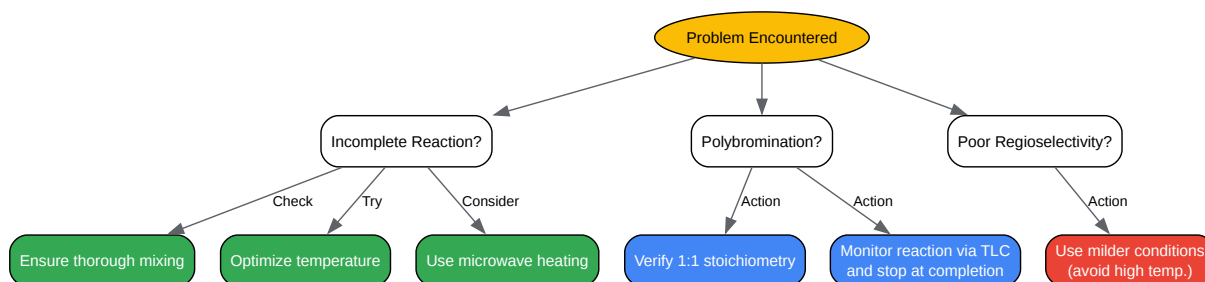 Problem Encountered
Incomplete Reaction?
Polybromination?
Poor Regioselectivity?
Check
Try
Consider
Action
Action
Action
Ensure thorough mixing
Optimize temperature
Use microwave heating
Verify 1:1 stoichiometry
Monitor reaction via TLC
and stop at completion
Use milder conditions
(avoid high temp.)